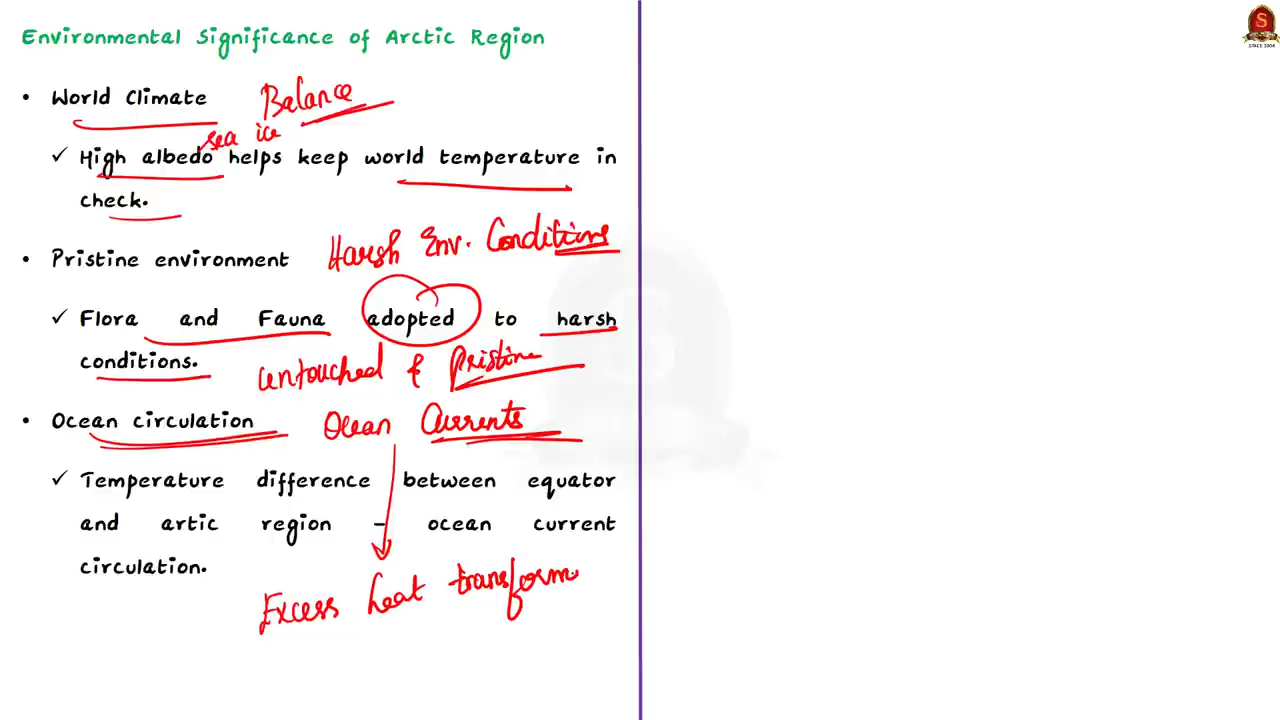 Environmental Significance of Arctic Region
• World Climate Balance
sea ice
✓ High albedo helps keep world temperature in
check.
• Pristine environment Harsh Env. Conditions
✓ Flora and Fauna adopted to harsh
conditions. untouched & Pristine
• Ocean circulation Ocean Currents
✓ Temperature difference between equator
and artic region - ocean current
circulation.
Excess heat transform
S
SINCE 2004